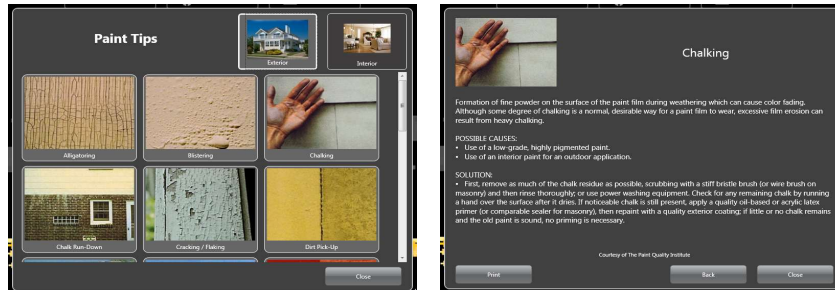 Paint Tips
Exterior
Interior
Alligatoring
Blistering
Chalking
Chalk Run-Down
Cracking / Flaking
Dirt Pick-Up
Close
Chalking
Formation of fine powder on the surface of the paint film during weathering which can cause color fading.
Although some degree of chalking is a normal, desirable way for a paint film to wear, excessive film erosion can
result from heavy chalking.
POSSIBLE CAUSES:
• Use of a low-grade, highly pigmented paint.
• Use of an interior paint for an outdoor application.
SOLUTION:
• First, remove as much of the chalk residue as possible, scrubbing with a stiff bristle brush (or wire brush on
masonry) and then rinse thoroughly; or use power washing equipment. Check for any remaining chalk by running
a hand over the surface after it dries. If noticeable chalk is still present, apply a quality oil-based or acrylic latex
primer (or comparable sealer for masonry), then repaint with a quality exterior coating; if little or no chalk remains
and the old paint is sound, no priming is necessary.
Courtesy of The Paint Quality Institute
Print
Back
Close